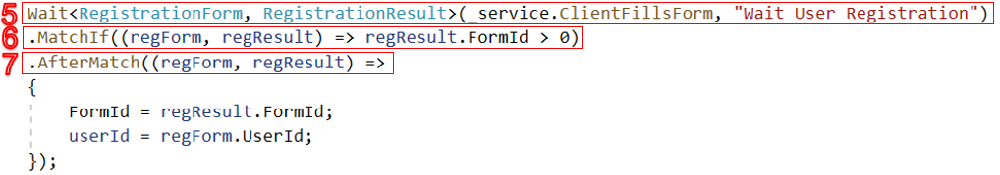 5 Wait<RegistrationForm, RegistrationResult>(_service.ClientFillsForm, "Wait User Registration")
6 .MatchIf((regForm, regResult) => regResult.FormId > 0)
7 .AfterMatch((regForm, regResult) =>
{
    FormId = regResult.FormId;
    userId = regForm.UserId;
});